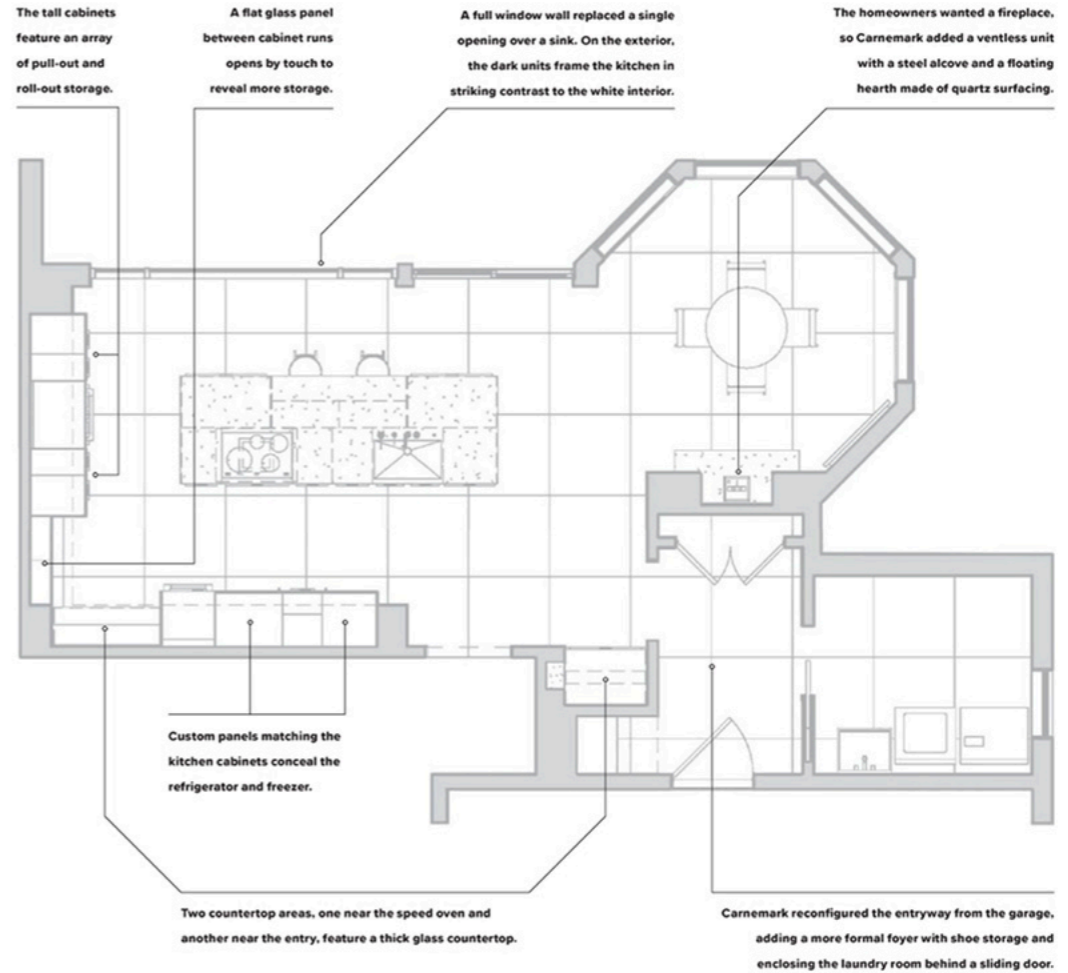 The tall cabinets
feature an array
of pull-out and
roll-out storage.
A flat glass panel
between cabinet runs
opens by touch to
reveal more storage.
A full window wall replaced a single
opening over a sink. On the exterior,
the dark units frame the kitchen in
striking contrast to the white interior.
The homeowners wanted a fireplace,
so Carnemark added a ventless unit
with a steel alcove and a floating
hearth made of quartz surfacing.
Custom panels matching the
kitchen cabinets conceal the
refrigerator and freezer.
Two countertop areas, one near the speed oven and
another near the entry, feature a thick glass countertop.
Carnemark reconfigured the entryway from the garage,
adding a more formal foyer with shoe storage and
enclosing the laundry room behind a sliding door.